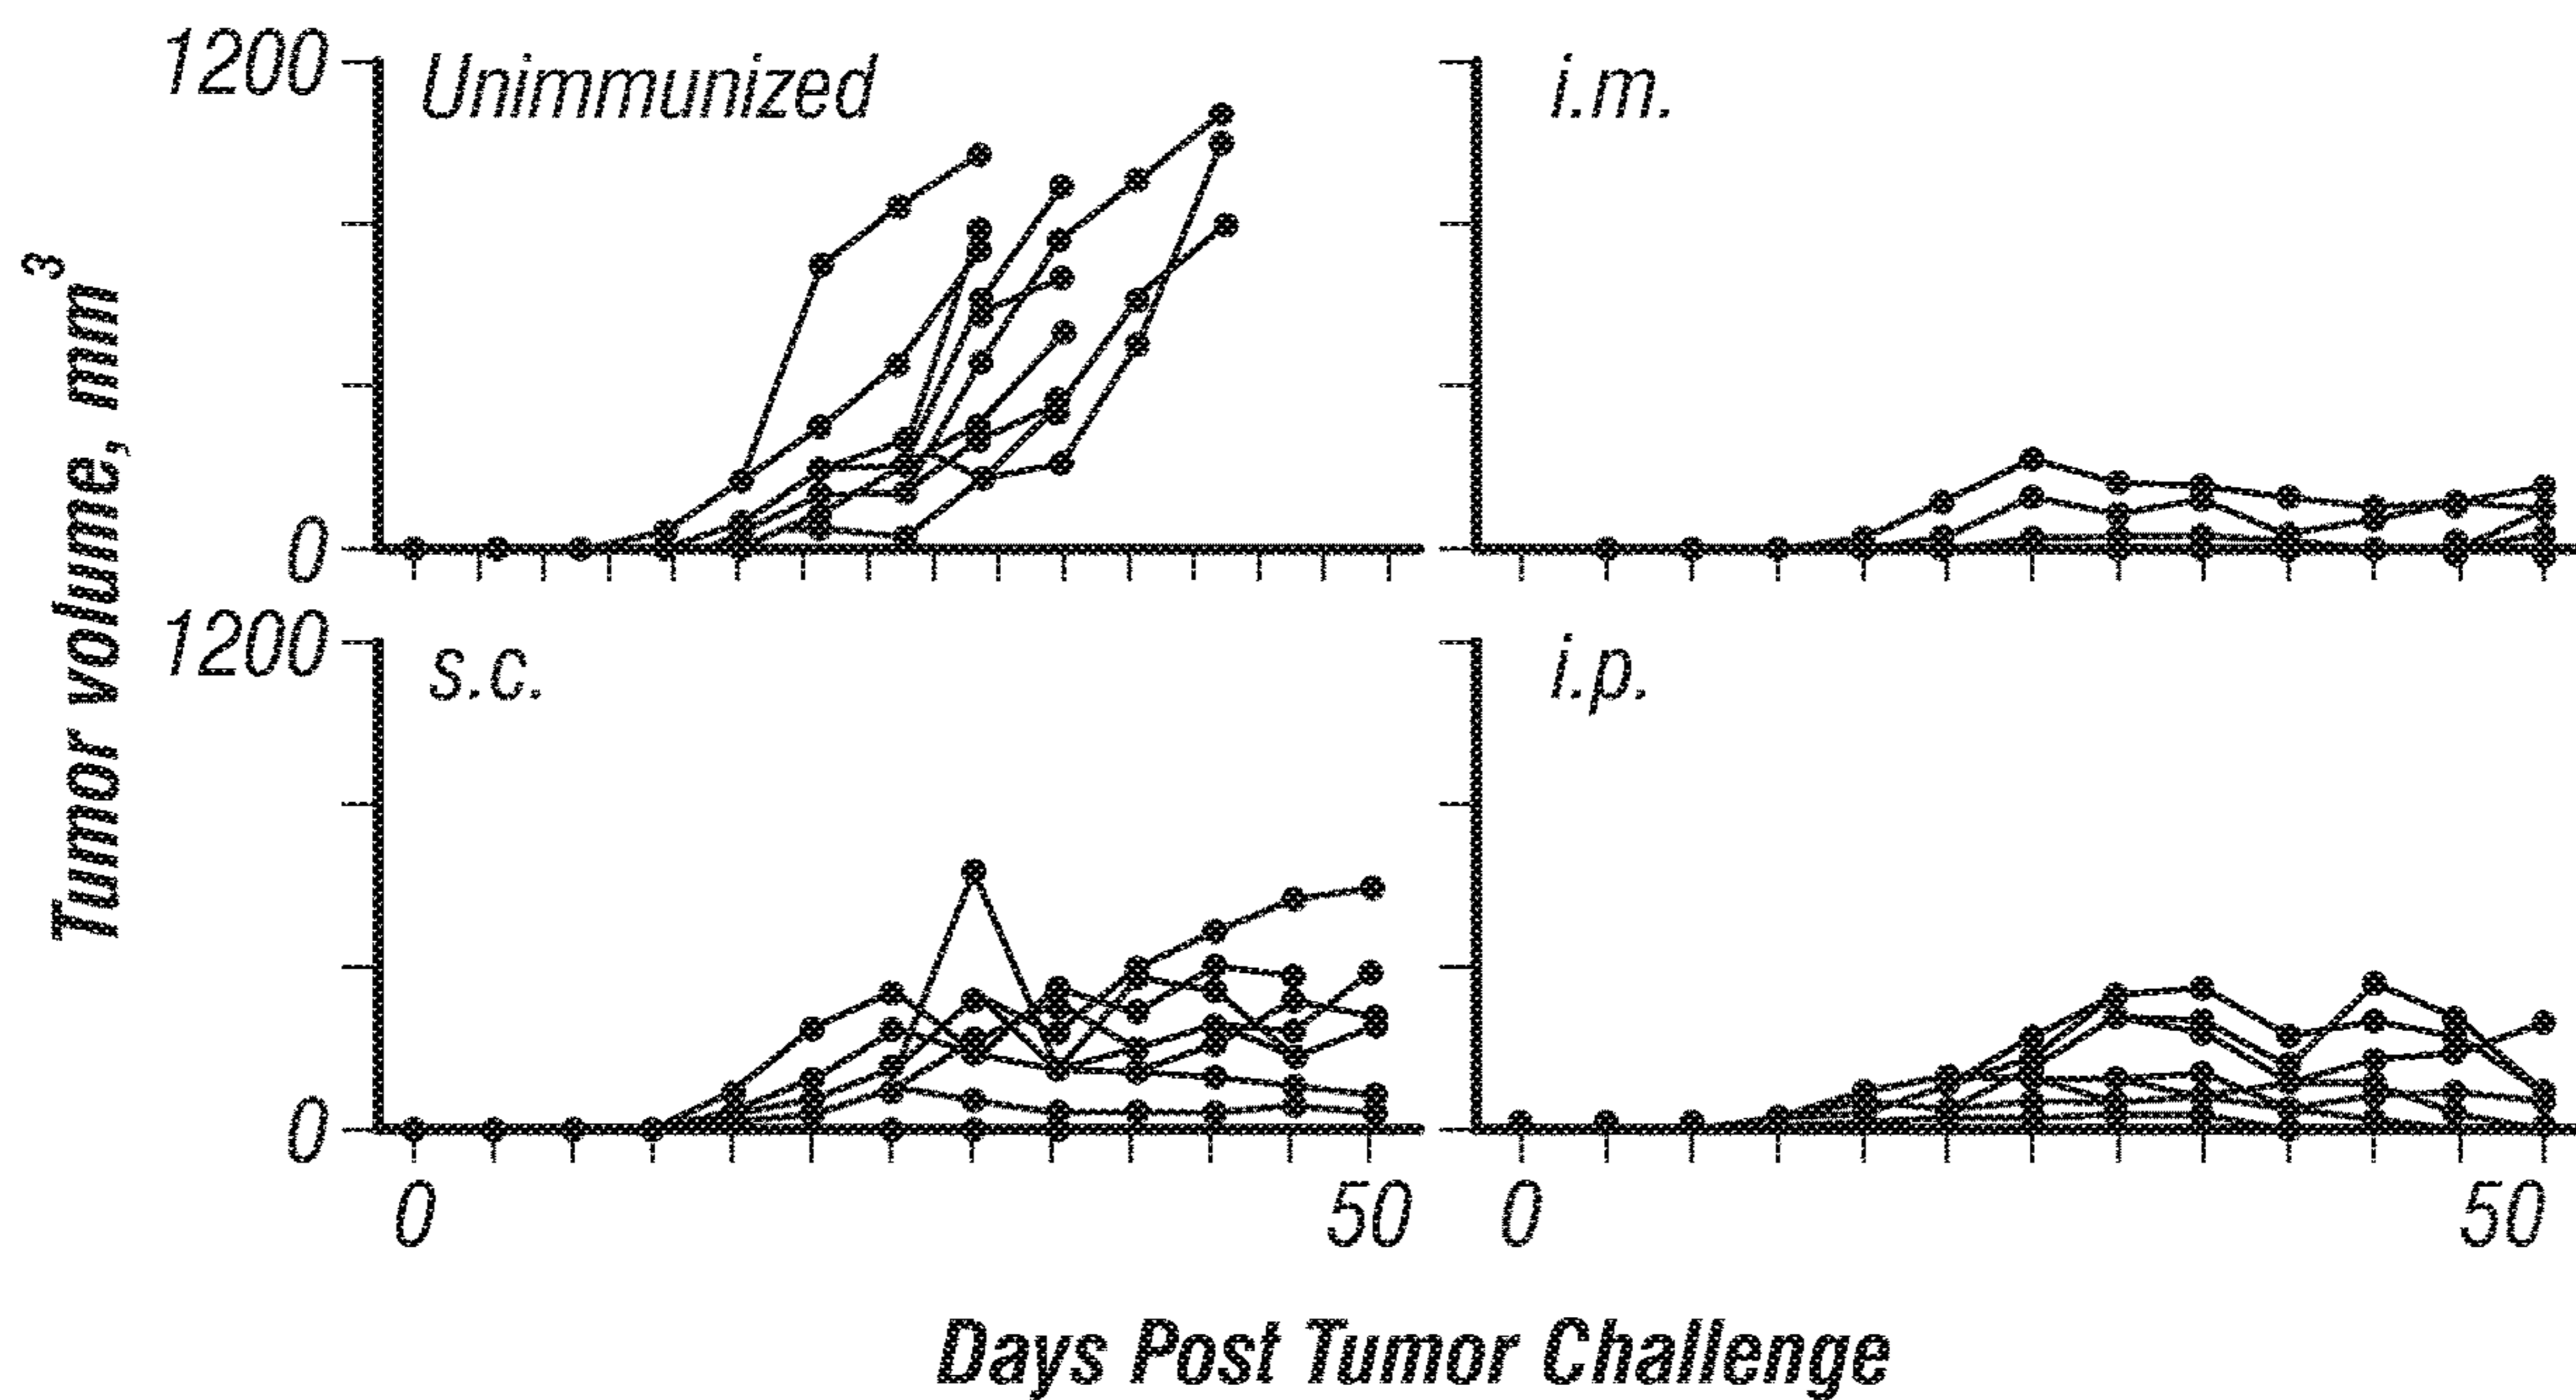 Tumor volume, mm³
1200
Unimmunized
i.m.
0
1200
s.c.
i.p.
0
0
50
0
50
Days Post Tumor Challenge